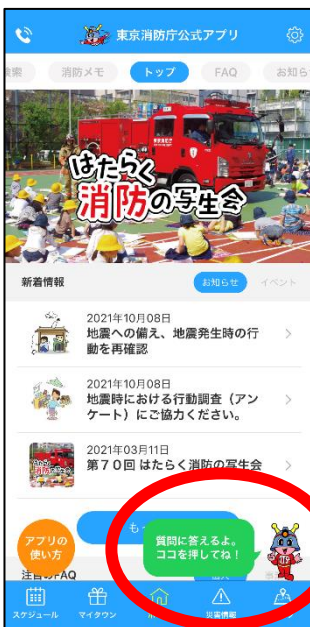 東京消防庁公式アプリ
検索 消防メモ トップ FAQ お知ら
はたらく
消防の写生会
新着情報 お知らせ イベント
2021年10月08日
地震への備え、地震発生時の行
動を再確認
2021年10月08日
地震時における行動調査（アン
ケート）にご協力ください。
2021年03月11日
第７０回 はたらく消防の写生会
も
アプリの
使い方
質問に答えるよ。
ココを押してね！
注目のFAQ
スケジュール マイタウン 災害情報